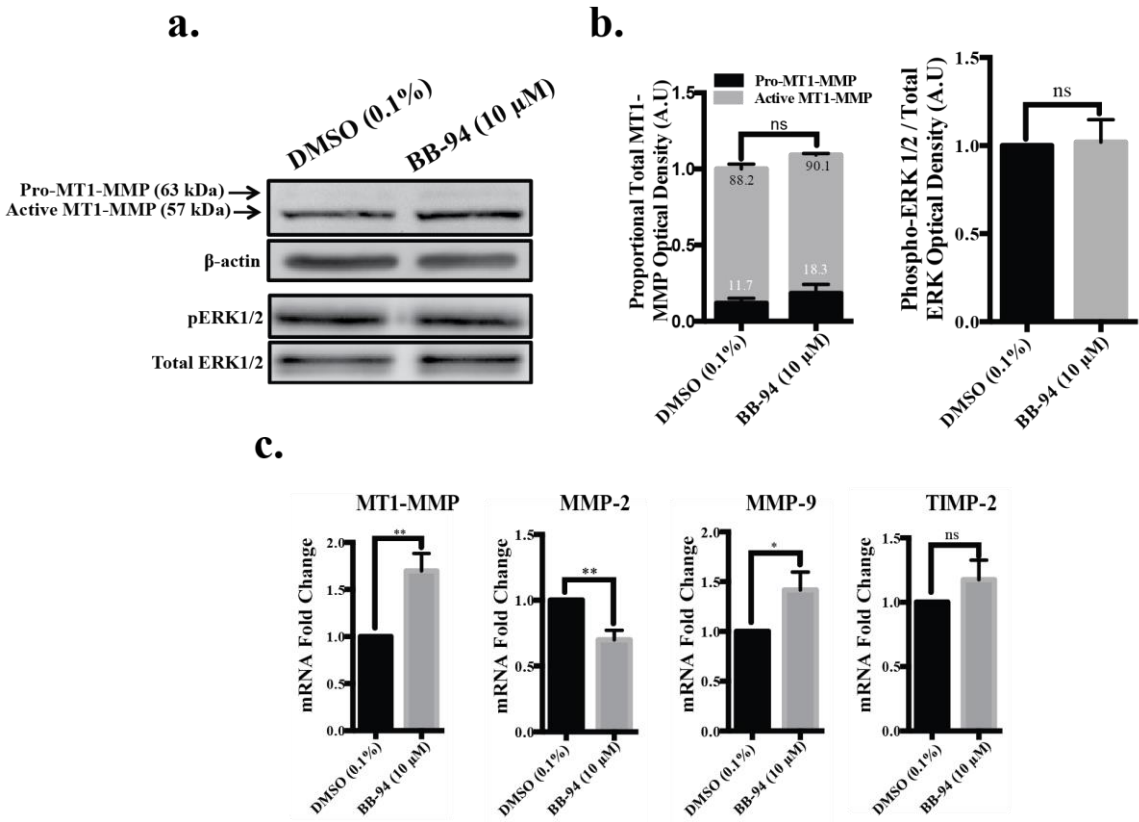 a.
DMSO (0.1%)
BB-94 (10 µM)
Pro-MT1-MMP (63 kDa)
Active MT1-MMP (57 kDa)
β-actin
pERK1/2
Total ERK1/2
b.
Pro-MT1-MMP
Active MT1-MMP
Proportional Total MT1-
MMP Optical Density (A.U)
1.5
1.0
0.5
0.0
ns
88.2
90.1
11.7
18.3
DMSO (0.1%)
BB-94 (10 µM)
Phospho-ERK 1/2 / Total
ERK Optical Density (A.U)
1.5
1.0
0.5
0.0
ns
DMSO (0.1%)
BB-94 (10 µM)
c.
MT1-MMP
mRNA Fold Change
2.0
1.5
1.0
0.5
0.0
**
DMSO (0.1%)
BB-94 (10 µM)
MMP-2
mRNA Fold Change
1.5
1.0
0.5
0.0
**
DMSO (0.1%)
BB-94 (10 µM)
MMP-9
mRNA Fold Change
2.0
1.5
1.0
0.5
0.0
*
DMSO (0.1%)
BB-94 (10 µM)
TIMP-2
mRNA Fold Change
1.5
1.0
0.5
0.0
ns
DMSO (0.1%)
BB-94 (10 µM)